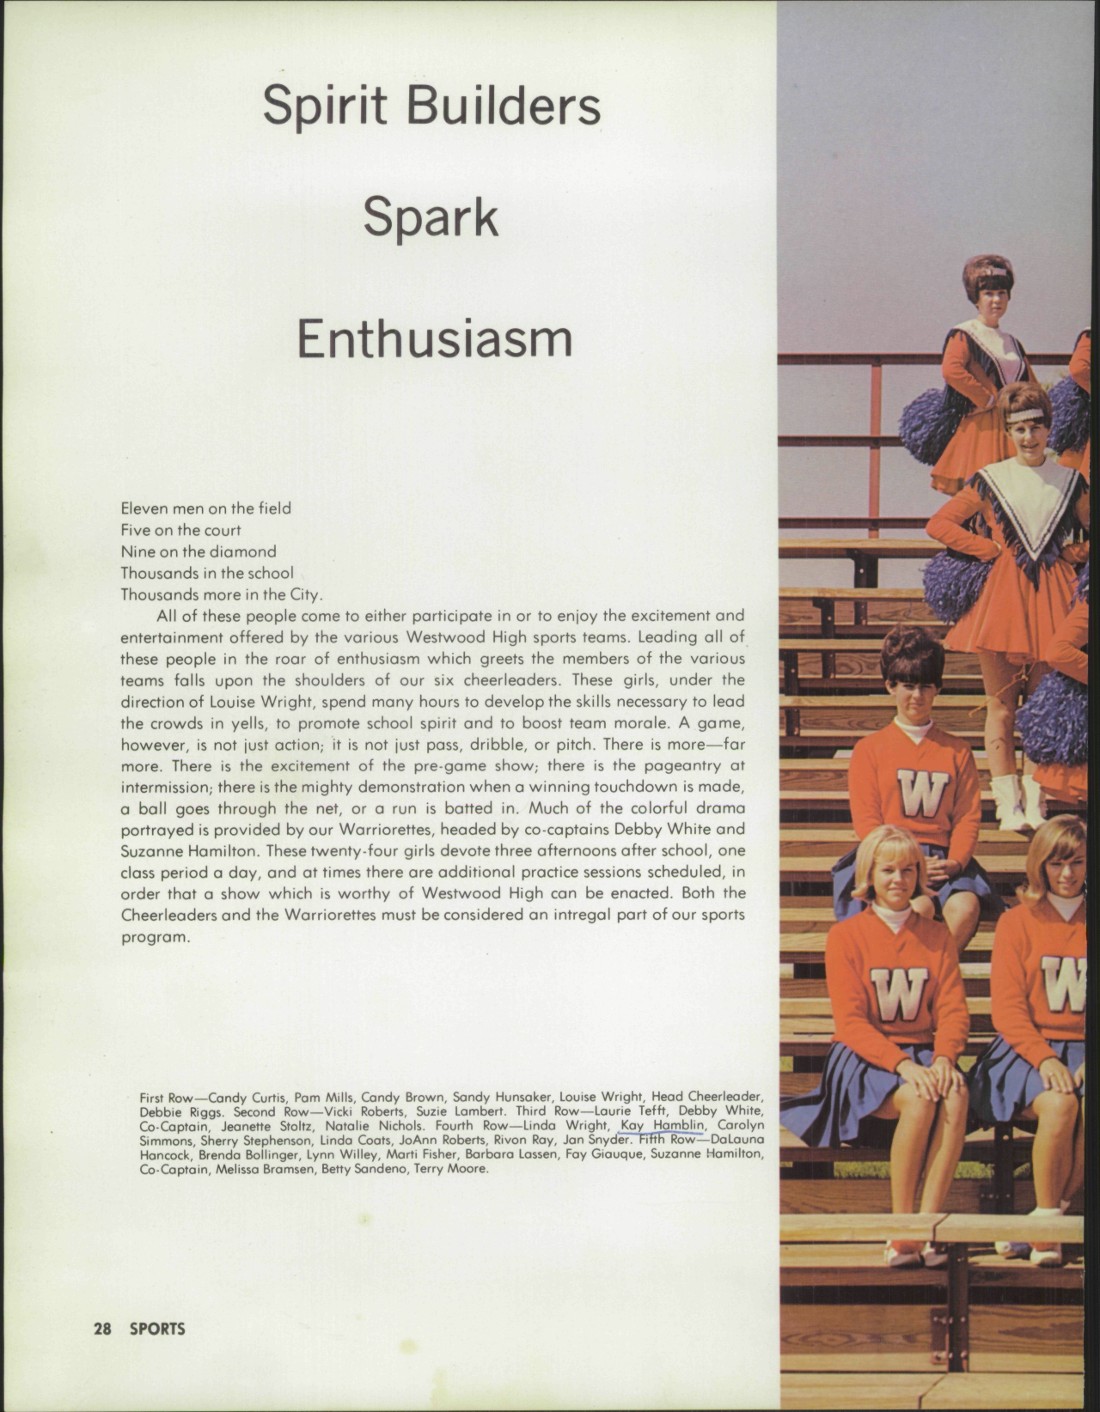 Spirit Builders
Spark
Enthusiasm
Eleven men on the field
Five on the court
Nine on the diamond
Thousands in the school
Thousands more in the City.
All of these people come to either participate in or to enjoy the excitement and
entertainment offered by the various Westwood High sports teams. Leading all of
these people in the roar of enthusiasm which greets the members of the various
teams falls upon the shoulders of our six cheerleaders. These girls, under the
direction of Louise Wright, spend many hours to develop the skills necessary to lead
the crowds in yells, to promote school spirit and to boost team morale. A game,
however, is not just action; it is not just pass, dribble, or pitch. There is more—far
more. There is the excitement of the pre-game show; there is the pageantry at
intermission; there is the mighty demonstration when a winning touchdown is made,
a ball goes through the net, or a run is batted in. Much of the colorful drama
portrayed is provided by our Warriorettes, headed by co-captains Debby White and
Suzanne Hamilton. These twenty-four girls devote three afternoons after school, one
class period a day, and at times there are additional practice sessions scheduled, in
order that a show which is worthy of Westwood High can be enacted. Both the
Cheerleaders and the Warriorettes must be considered an intregal part of our sports
program.
First Row—Candy Curtis, Pam Mills, Candy Brown, Sandy Hunsaker, Louise Wright, Head Cheerleader,
Debbie Riggs. Second Row—Vicki Roberts, Suzie Lambert. Third Row—Laurie Tefft, Debby White,
Co-Captain, Jeanette Stoltz, Natalie Nichols. Fourth Row—Linda Wright, Kay Hamblin, Carolyn
Simmons, Sherry Stephenson, Linda Coats, JoAnn Roberts, Rivon Ray, Jan Snyder. Fifth Row—DaLauna
Hancock, Brenda Bollinger, Lynn Willey, Marti Fisher, Barbara Lassen, Fay Giauque, Suzanne Hamilton,
Co-Captain, Melissa Bramsen, Betty Sandeno, Terry Moore.
28 SPORTS
W
W
W